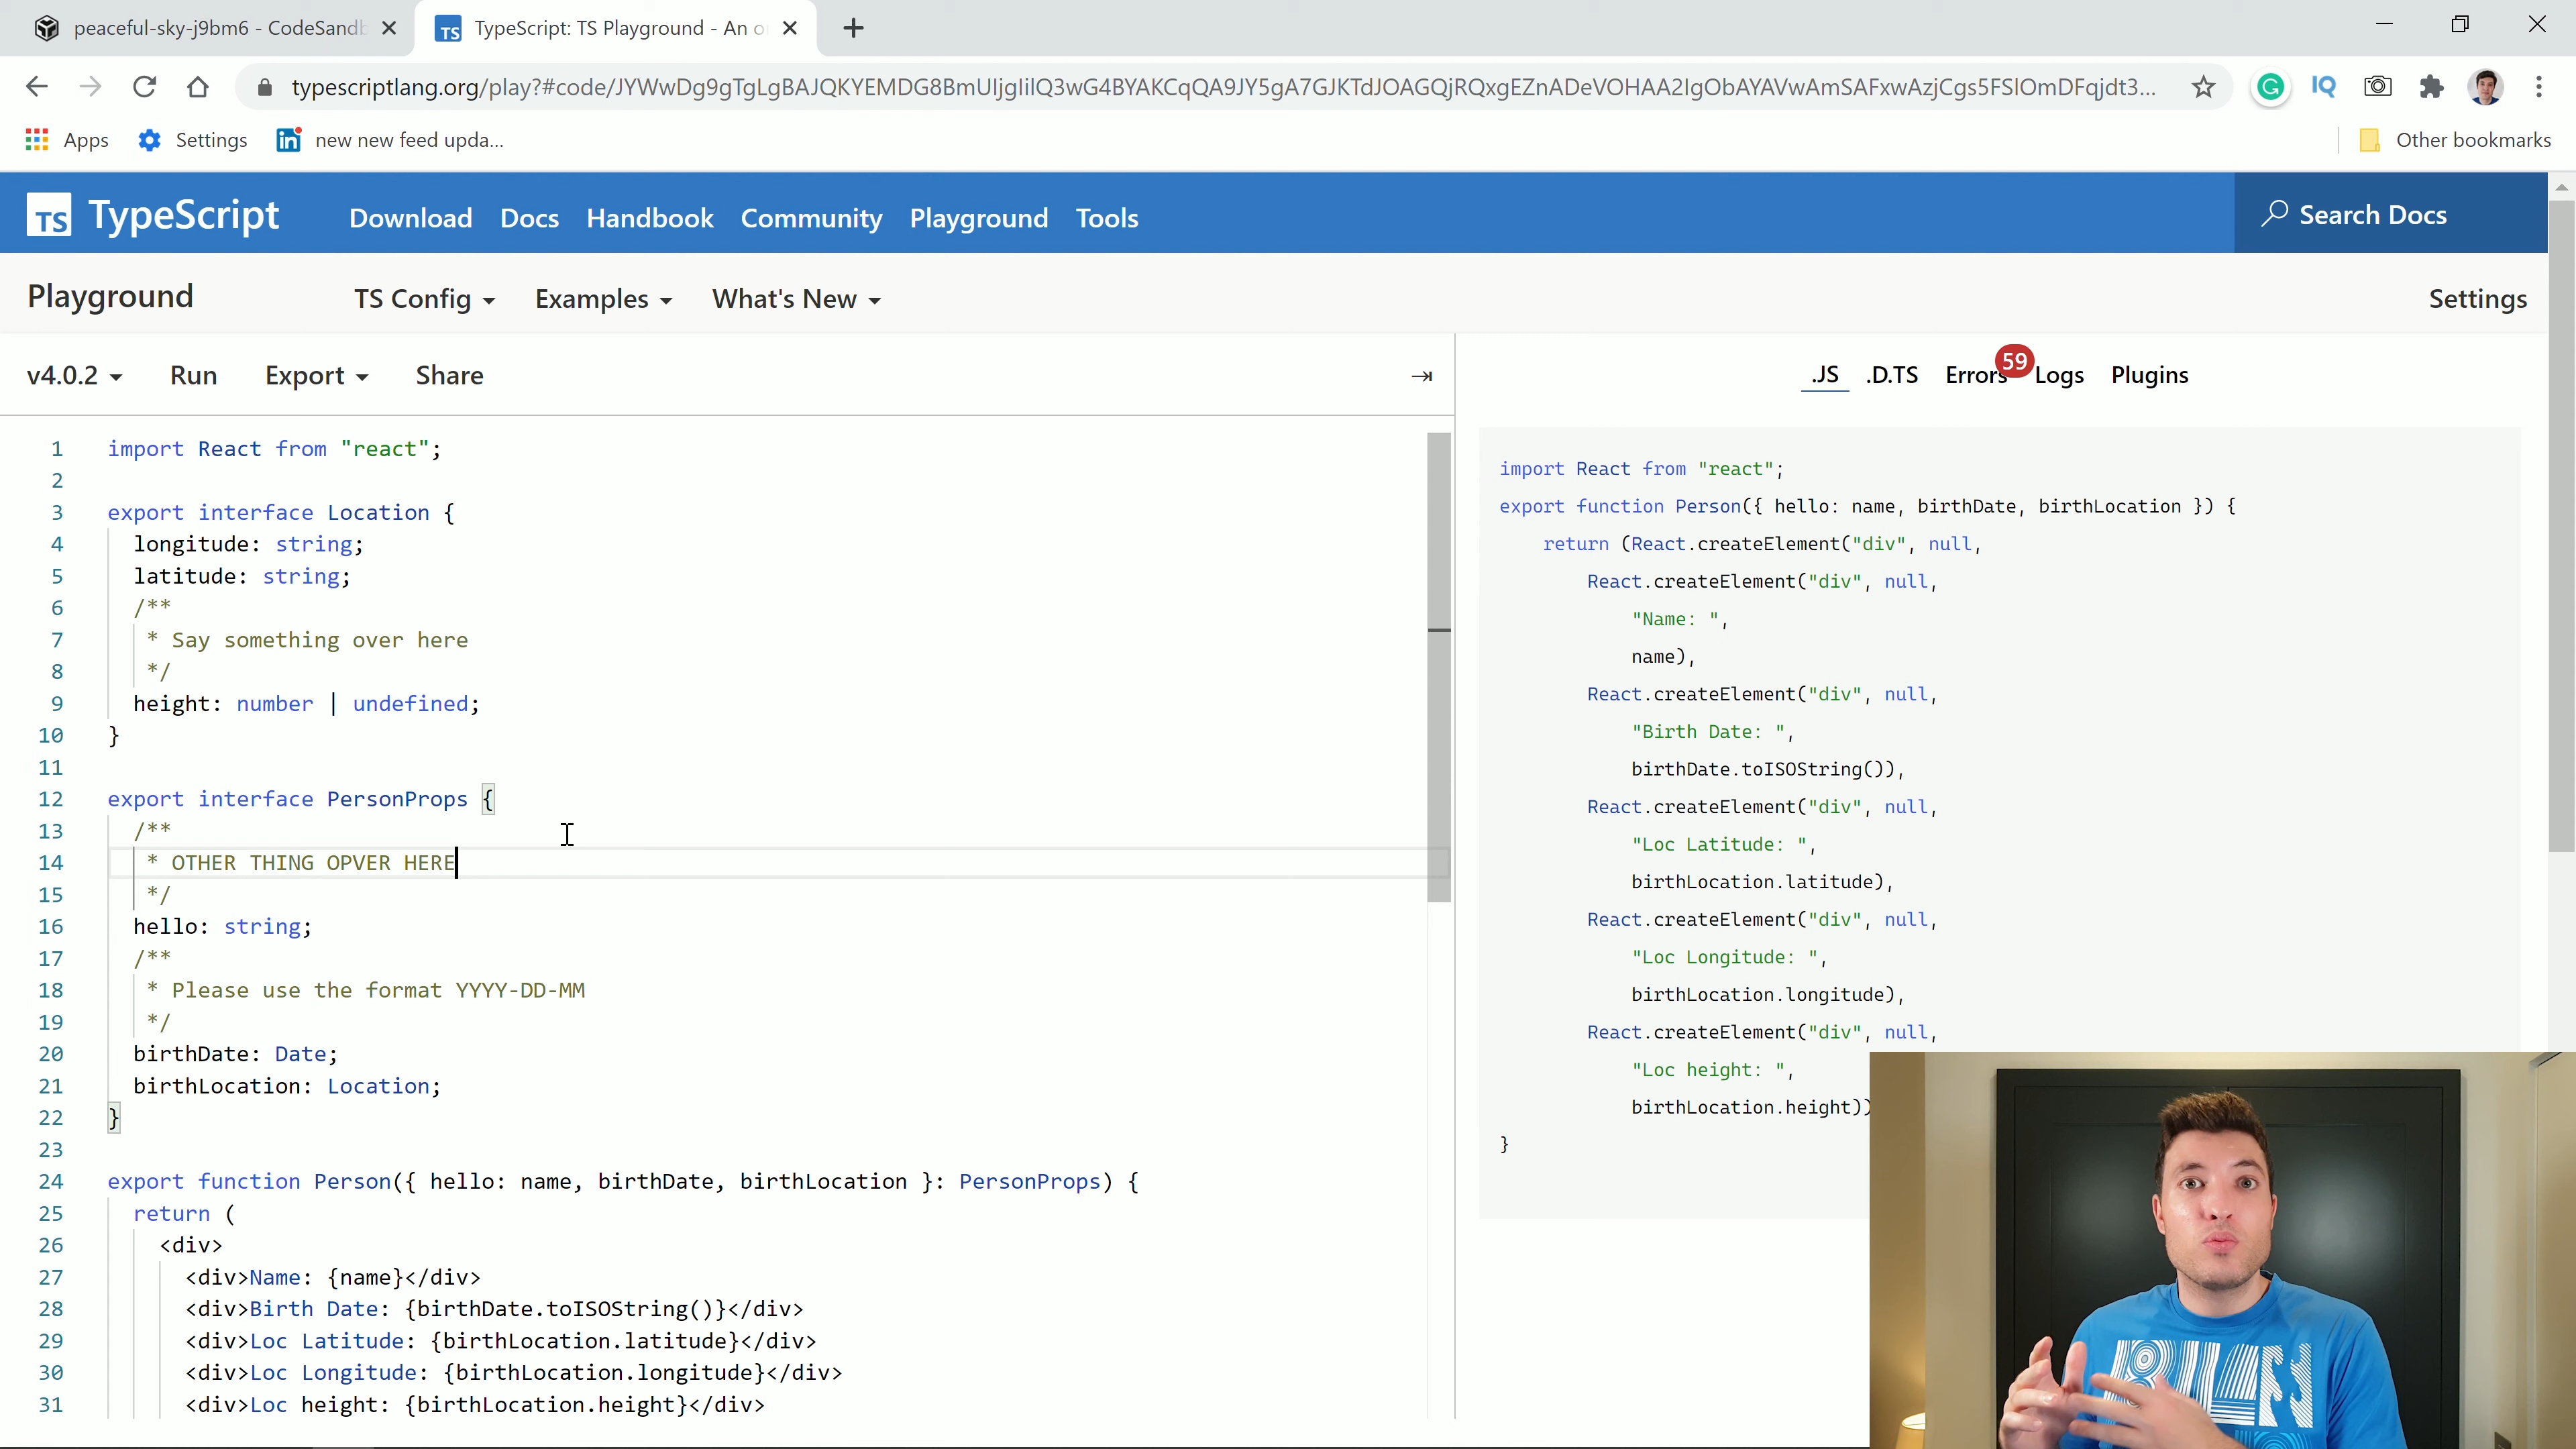 peaceful-sky-j9bm6 - CodeSandb
TS TypeScript: TS Playground - An o
typescriptlang.org/play?#code/JYWwDg9gTgLgBAJQKYEMDG8BmUIjgIilQ3wG4BYAKCqQA9JY5gA7GJKTdJOAGQjRQxgEZnADeVOHAA2IgObAYAVwAmSAFxwAzjCgs5FSlOmDFqjdt3...
Apps Settings in new new feed upda... Other bookmarks
TS TypeScript Download Docs Handbook Community Playground Tools Search Docs
Playground TS Config Examples What's New Settings
v4.0.2 Run Export Share
.JS .D.TS Errors 59 Logs Plugins
1 import React from "react";
2
3 export interface Location {
4 longitude: string;
5 latitude: string;
6 /**
7 * Say something over here
8 */
9 height: number | undefined;
10 }
11
12 export interface PersonProps {
13 /**
14 * OTHER THING OPVER HERE
15 */
16 hello: string;
17 /**
18 * Please use the format YYYY-DD-MM
19 */
20 birthDate: Date;
21 birthLocation: Location;
22 }
23
24 export function Person({ hello: name, birthDate, birthLocation }: PersonProps) {
25 return (
26 <div>
27 <div>Name: {name}</div>
28 <div>Birth Date: {birthDate.toISOString()}</div>
29 <div>Loc Latitude: {birthLocation.latitude}</div>
30 <div>Loc Longitude: {birthLocation.longitude}</div>
31 <div>Loc height: {birthLocation.height}</div>
import React from "react";
export function Person({ hello: name, birthDate, birthLocation }) {
return (React.createElement("div", null,
React.createElement("div", null,
"Name: ",
name),
React.createElement("div", null,
"Birth Date: ",
birthDate.toISOString()),
React.createElement("div", null,
"Loc Latitude: ",
birthLocation.latitude),
React.createElement("div", null,
"Loc Longitude: ",
birthLocation.longitude),
React.createElement("div", null,
"Loc height: ",
birthLocation.height))
}